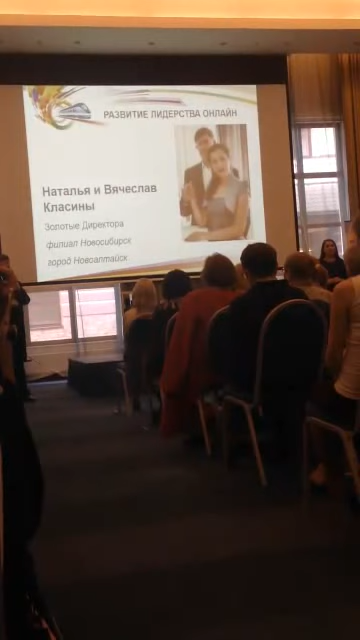 РАЗВИТИЕ ЛИДЕРСТВА ОНЛАЙН
Наталья и Вячеслав
Класины
Золотые Директора
филиал Новосибирск
город Новоалтайск